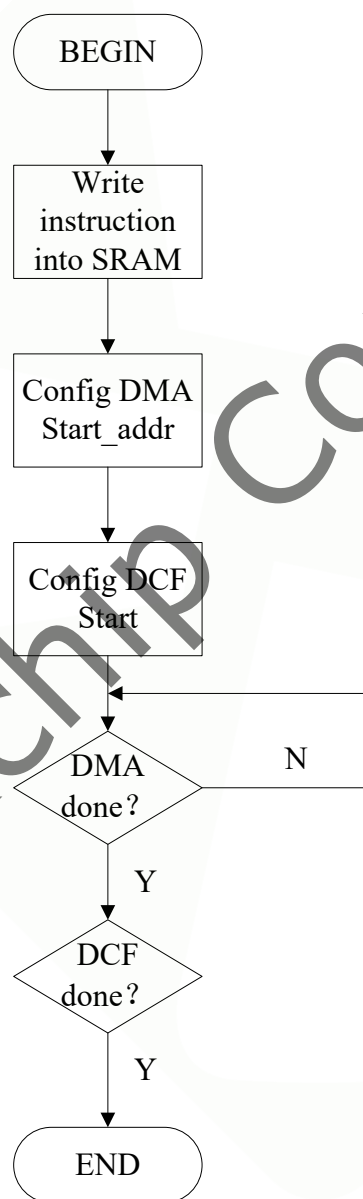 BEGIN
Write
instruction
into SRAM
Config DMA
Start_addr
Config DCF
Start
DMA
done？
N
Y
DCF
done？
Y
END